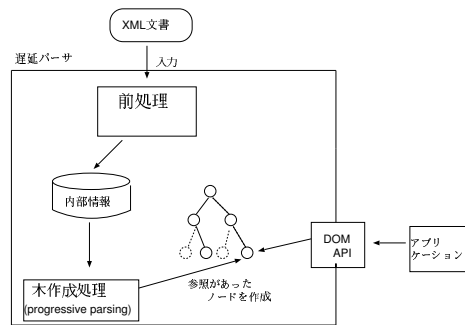 XML文書
遅延パーサ
入力
前処理
内部情報
DOM
API
アプリ
ケーション
木作成処理
(progressive parsing)
参照があった
ノードを作成